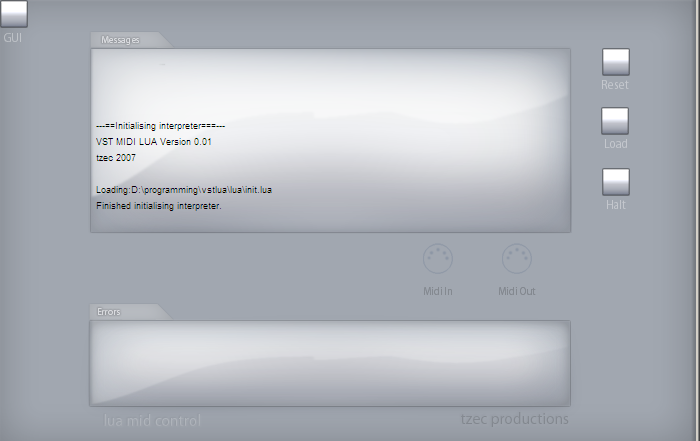 GUI
Messages
---==Initialising interpreter===---
VST MIDI LUA Version 0.01
tzec 2007
Loading:D:\programming\vstlua\lua\init.lua
Finished initialising interpreter.
Reset
Load
Halt
Midi In
Midi Out
Errors
lua mid control
tzec productions